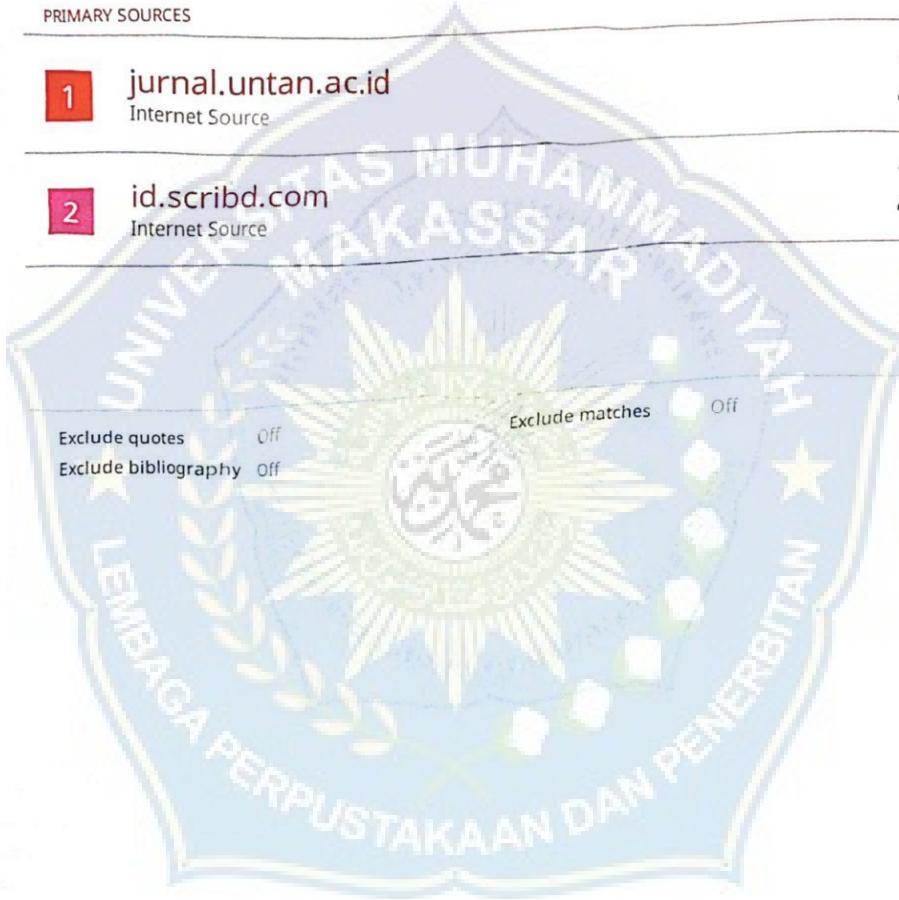 PRIMARY SOURCES
1
jurnal.untan.ac.id
Internet Source
2
id.scribd.com
Internet Source
UNIVERSITAS MUHAMMADIYAH
MAKASSAR
Exclude quotes Off
Exclude matches Off
Exclude bibliography Off
LEMBAGA PERPUSTAKAAN DAN PENERBITAN